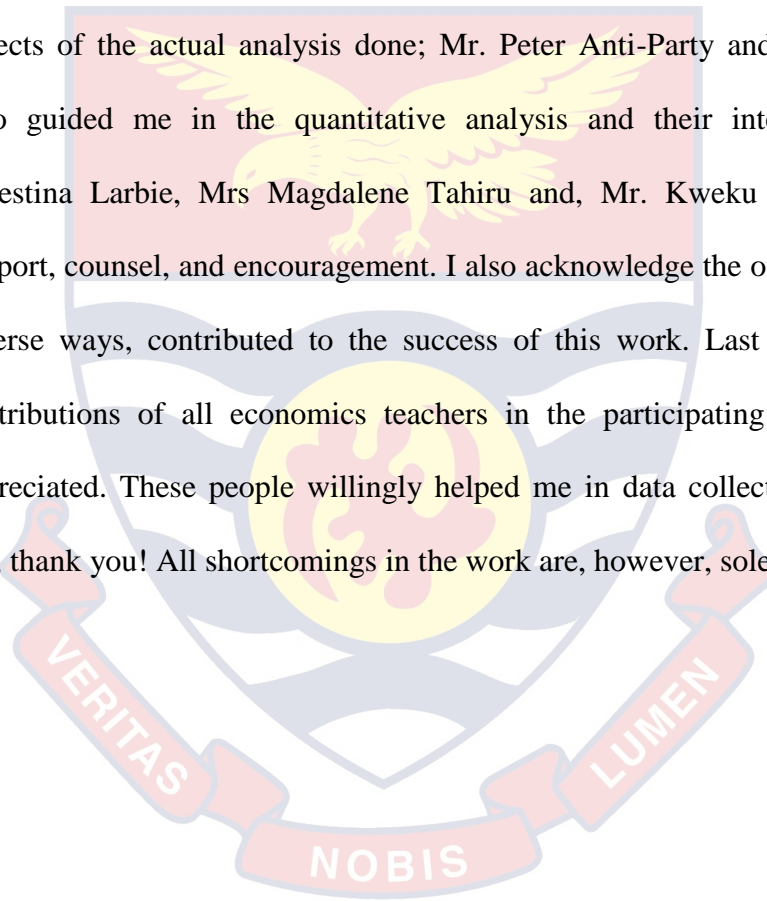 ects of the actual analysis done; Mr. Peter Anti-Party and
o guided me in the quantitative analysis and their inte
estina Larbie, Mrs Magdalene Tahiru and, Mr. Kweku
port, counsel, and encouragement. I also acknowledge the o
erse ways, contributed to the success of this work. Last
tributions of all economics teachers in the participating
reciated. These people willingly helped me in data collect
, thank you! All shortcomings in the work are, however, sole
VERITAS
NOBIS
LUMEN